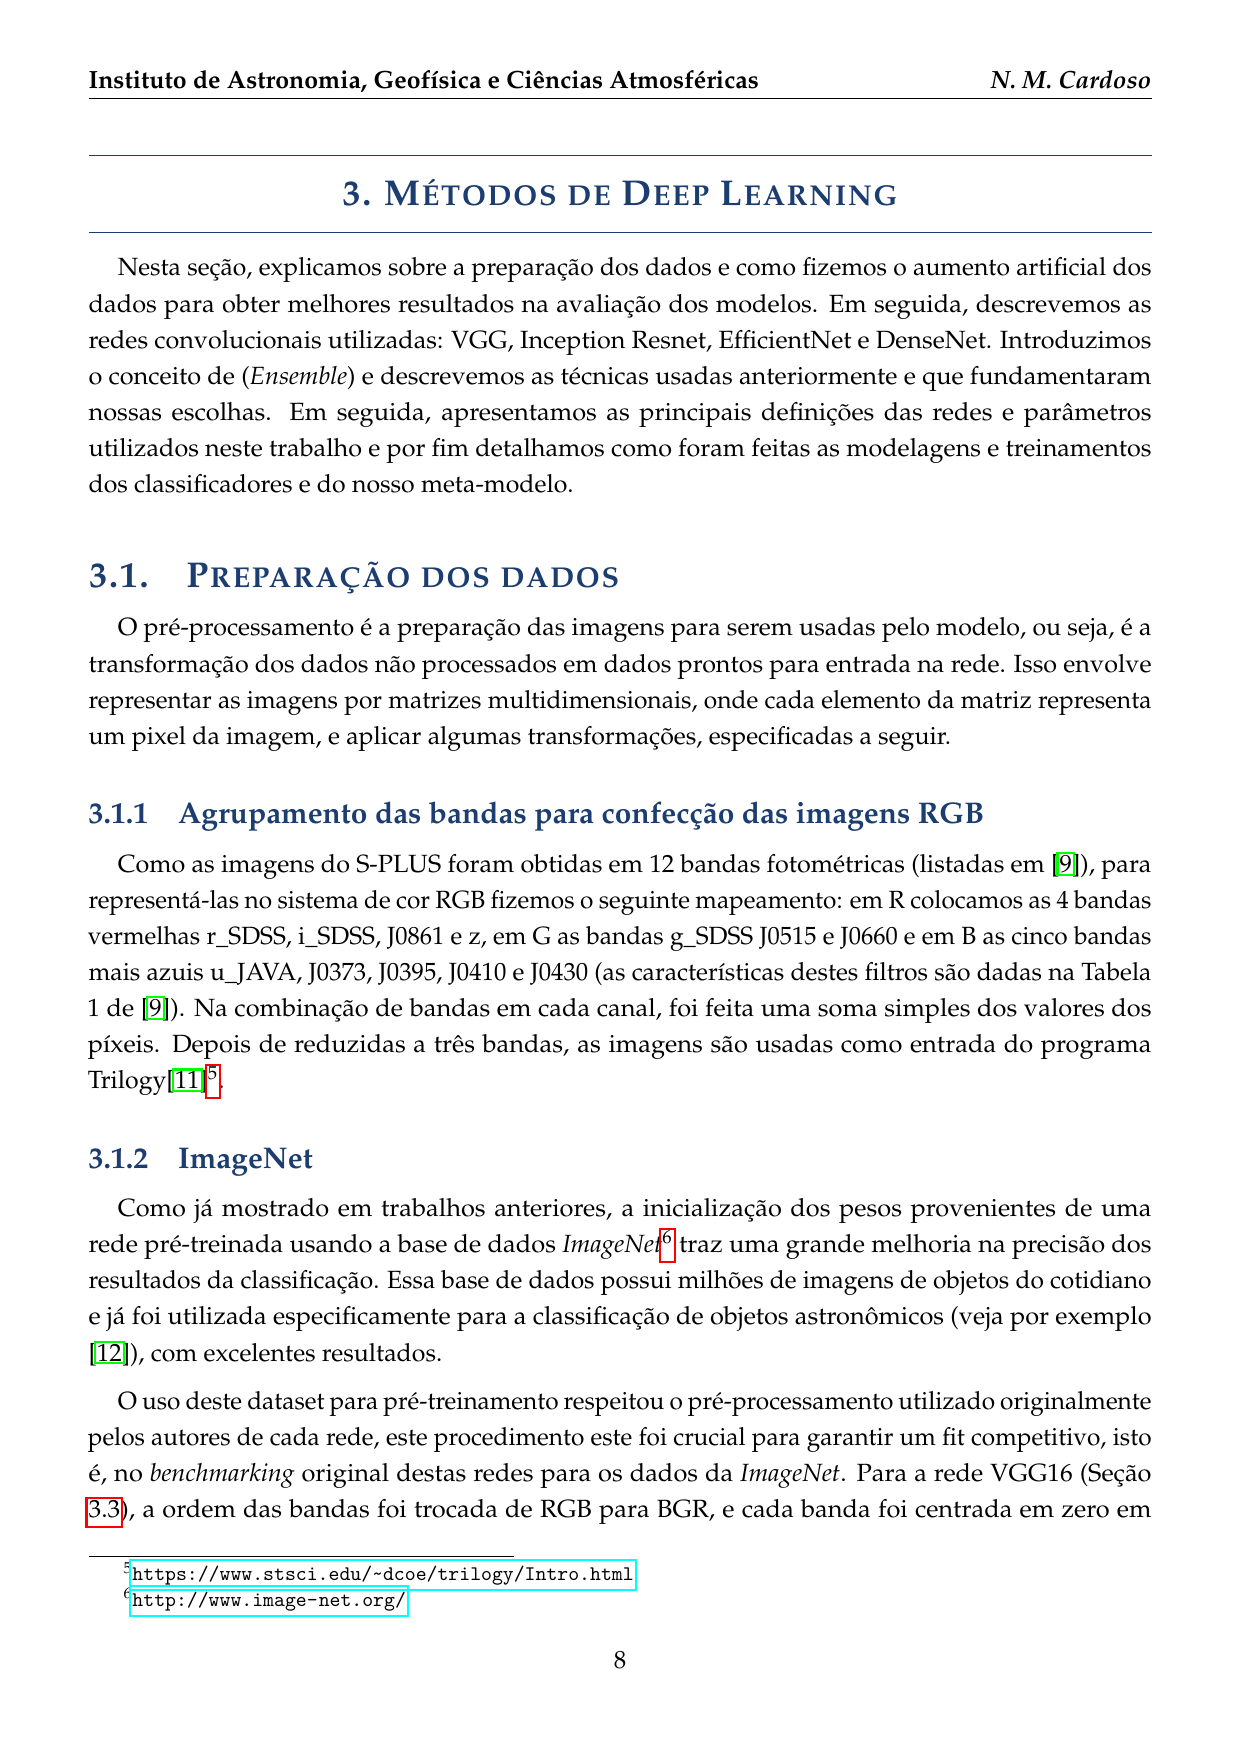 Instituto de Astronomia, Geofísica e Ciências Atmosféricas N. M. Cardoso
3. MÉTODOS DE DEEP LEARNING
Nesta seção, explicamos sobre a preparação dos dados e como fizemos o aumento artificial dos
dados para obter melhores resultados na avaliação dos modelos. Em seguida, descrevemos as
redes convolucionais utilizadas: VGG, Inception Resnet, EfficientNet e DenseNet. Introduzimos
o conceito de (Ensemble) e descrevemos as técnicas usadas anteriormente e que fundamentaram
nossas escolhas. Em seguida, apresentamos as principais definições das redes e parâmetros
utilizados neste trabalho e por fim detalhamos como foram feitas as modelagens e treinamentos
dos classificadores e do nosso meta-modelo.
3.1. PREPARAÇÃO DOS DADOS
O pré-processamento é a preparação das imagens para serem usadas pelo modelo, ou seja, é a
transformação dos dados não processados em dados prontos para entrada na rede. Isso envolve
representar as imagens por matrizes multidimensionais, onde cada elemento da matriz representa
um pixel da imagem, e aplicar algumas transformações, especificadas a seguir.
3.1.1 Agrupamento das bandas para confecção das imagens RGB
Como as imagens do S-PLUS foram obtidas em 12 bandas fotométricas (listadas em [9]), para
representá-las no sistema de cor RGB fizemos o seguinte mapeamento: em R colocamos as 4 bandas
vermelhas r_SDSS, i_SDSS, J0861 e z, em G as bandas g_SDSS J0515 e J0660 e em B as cinco bandas
mais azuis u_JAVA, J0373, J0395, J0410 e J0430 (as características destes filtros são dadas na Tabela
1 de [9]). Na combinação de bandas em cada canal, foi feita uma soma simples dos valores dos
píxeis. Depois de reduzidas a três bandas, as imagens são usadas como entrada do programa
Trilogy[11]5.
3.1.2 ImageNet
Como já mostrado em trabalhos anteriores, a inicialização dos pesos provenientes de uma
rede pré-treinada usando a base de dados ImageNet6 traz uma grande melhoria na precisão dos
resultados da classificação. Essa base de dados possui milhões de imagens de objetos do cotidiano
e já foi utilizada especificamente para a classificação de objetos astronômicos (veja por exemplo
[12]), com excelentes resultados.
O uso deste dataset para pré-treinamento respeitou o pré-processamento utilizado originalmente
pelos autores de cada rede, este procedimento este foi crucial para garantir um fit competitivo, isto
é, no benchmarking original destas redes para os dados da ImageNet. Para a rede VGG16 (Seção
3.3), a ordem das bandas foi trocada de RGB para BGR, e cada banda foi centrada em zero em
5https://www.stsci.edu/~dcoe/trilogy/Intro.html
6http://www.image-net.org/
8